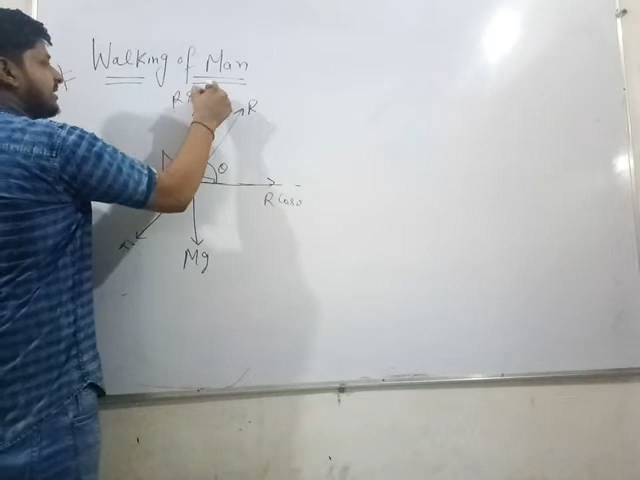 Walking of Man
R
R
θ
R Cosθ
Mg